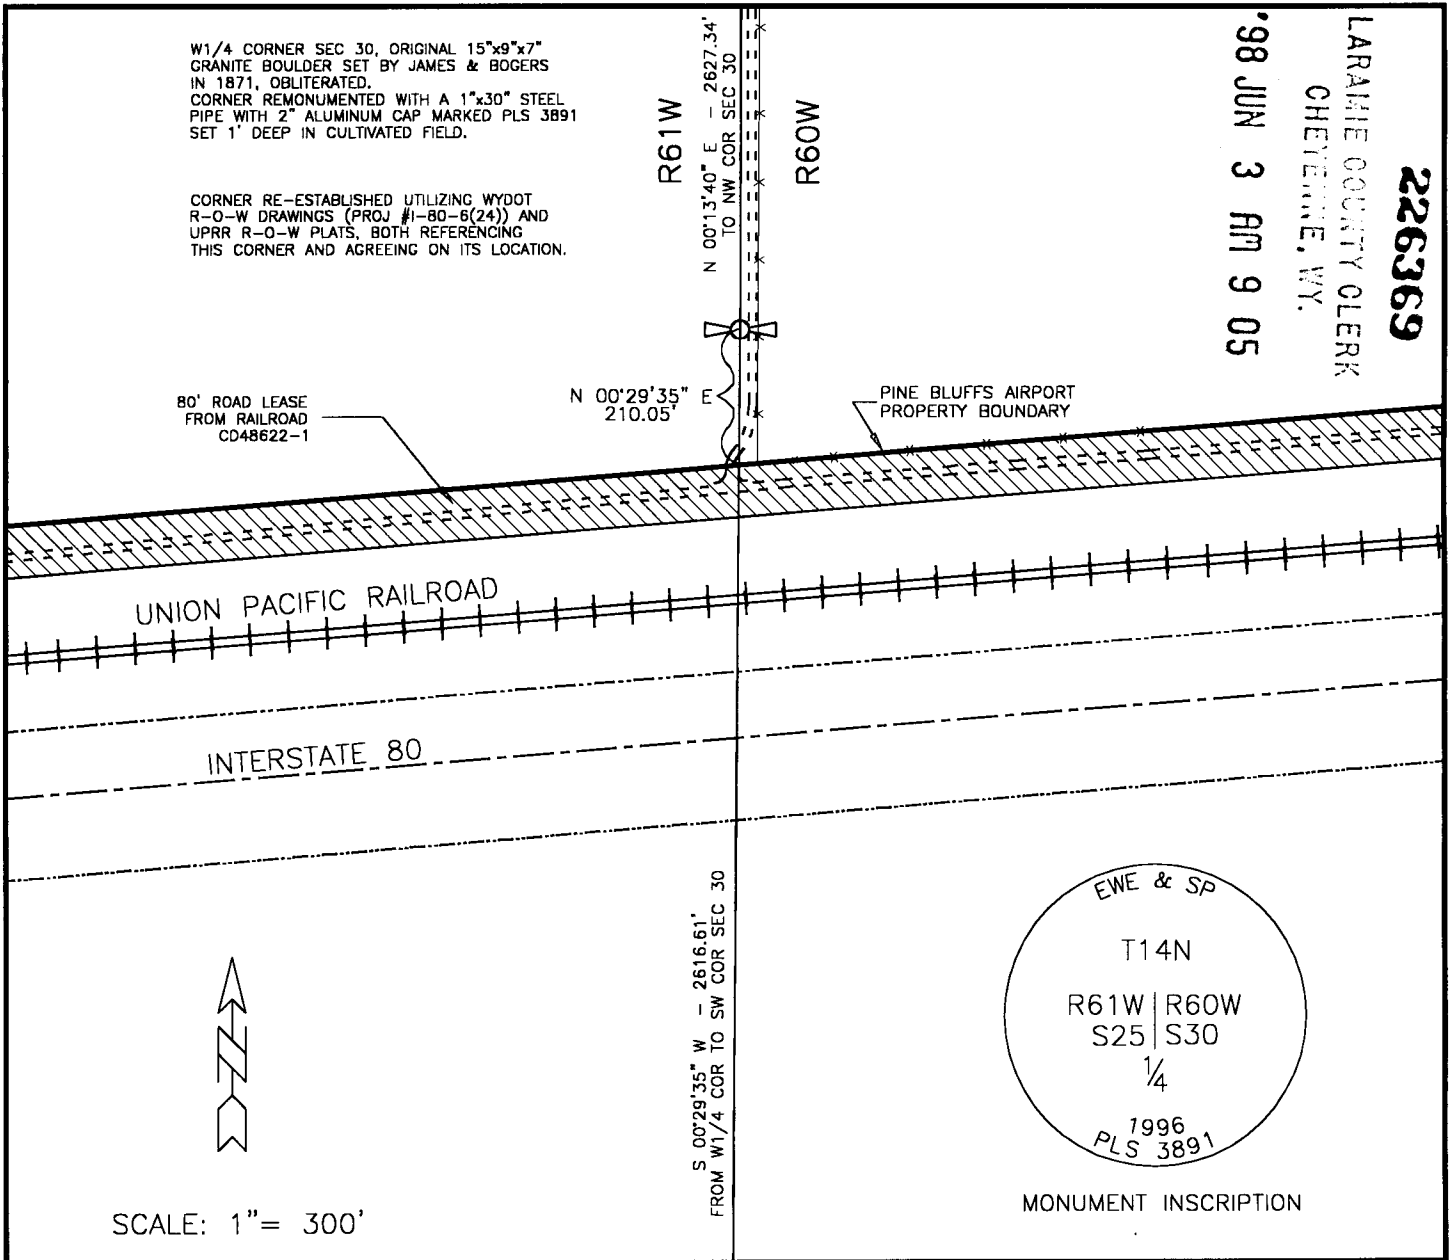 W1/4 CORNER SEC 30, ORIGINAL 15"x9"x7"
GRANITE BOULDER SET BY JAMES & BOGERS
IN 1871, OBLITERATED.
CORNER REMONUMENTED WITH A 1"x30" STEEL
PIPE WITH 2" ALUMINUM CAP MARKED PLS 3891
SET 1' DEEP IN CULTIVATED FIELD.
CORNER RE-ESTABLISHED UTILIZING WYDOT
R-O-W DRAWINGS (PROJ #I-80-6(24)) AND
UPRR R-O-W PLATS, BOTH REFERENCING
THIS CORNER AND AGREEING ON ITS LOCATION.
R61W
N 00°13'40" E - 2627.34'
TO NW COR SEC 30
R60W
226369
LARAMIE COUNTY CLERK
CHEYENNE, WY.
'98 JUN 3 AM 9 05
80' ROAD LEASE
FROM RAILROAD
CD48622-1
N 00°29'35" E
210.05'
PINE BLUFFS AIRPORT
PROPERTY BOUNDARY
UNION PACIFIC RAILROAD
INTERSTATE 80
S 00°29'35" W - 2616.61'
FROM W1/4 COR TO SW COR SEC 30
EWE & SP
T14N
R61W | R60W
S25 | S30
1/4
1996
PLS 3891
MONUMENT INSCRIPTION
N
SCALE: 1"= 300'